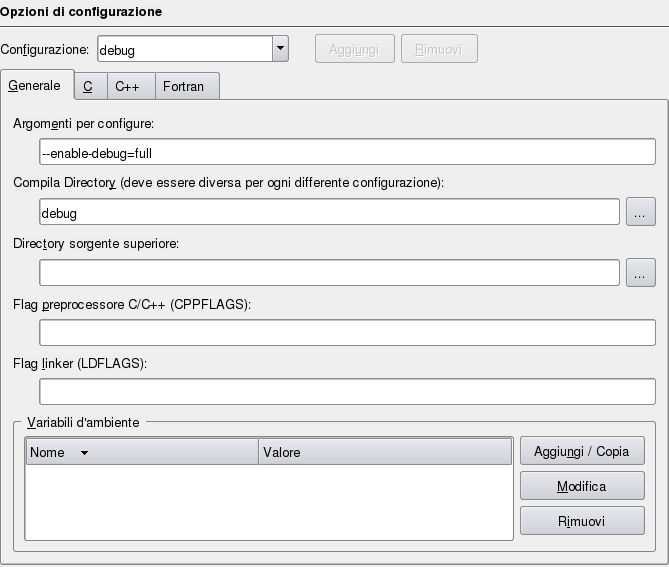 Opzioni di configurazione
Configurazione: debug Aggiungi Rimuovi
Generale C C++ Fortran
Argomenti per configure:
--enable-debug=full
Compila Directory (deve essere diversa per ogni differente configurazione):
debug ...
Directory sorgente superiore:
...
Flag preprocessore C/C++ (CPPFLAGS):
Flag linker (LDFLAGS):
Variabili d'ambiente
Nome Valore Aggiungi / Copia
Modifica
Rimuovi